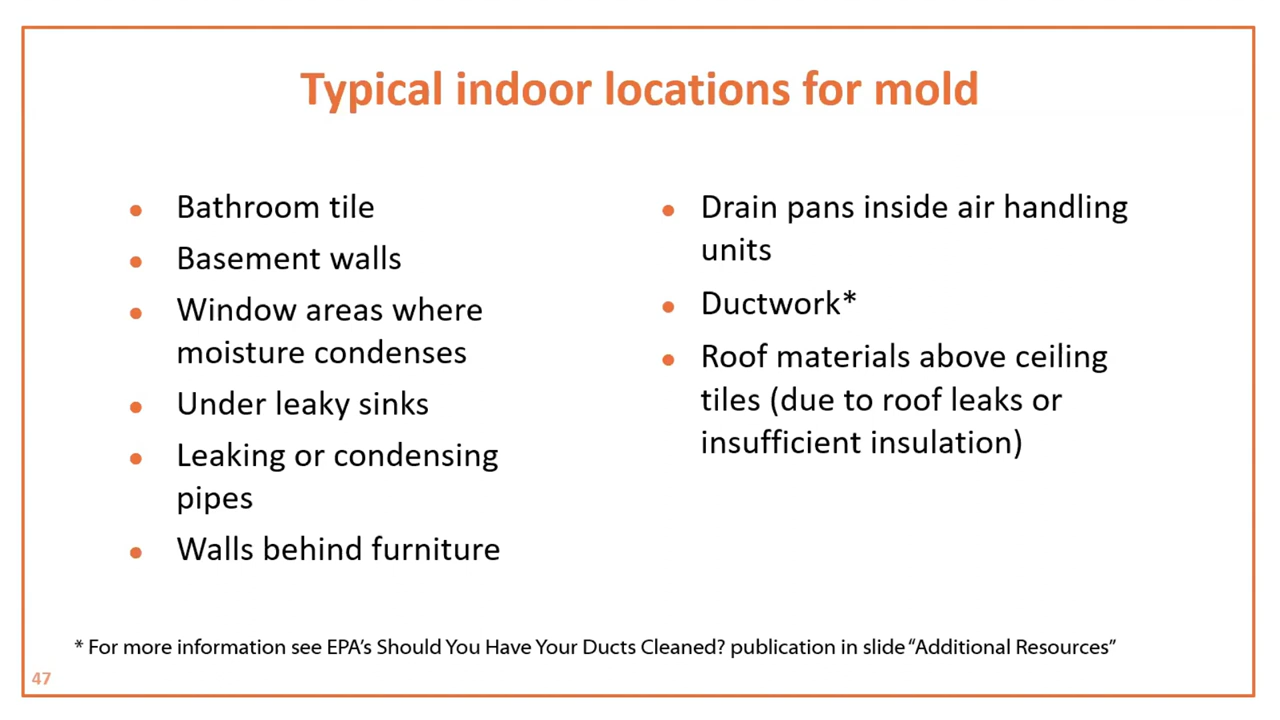 Typical indoor locations for mold
• Bathroom tile
• Basement walls
• Window areas where
moisture condenses
• Under leaky sinks
• Leaking or condensing
pipes
• Walls behind furniture
• Drain pans inside air handling
units
• Ductwork*
• Roof materials above ceiling
tiles (due to roof leaks or
insufficient insulation)
* For more information see EPA’s Should You Have Your Ducts Cleaned? publication in slide “Additional Resources”
47